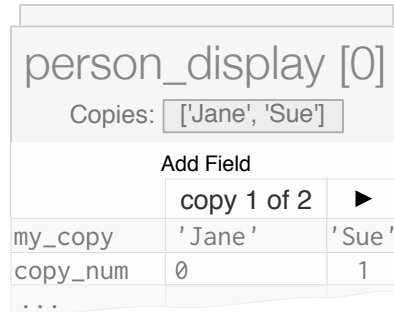 person_display [0]
Copies: ['Jane', 'Sue']
Add Field
copy 1 of 2 ►
my_copy 'Jane' 'Sue'
copy_num 0 1
...